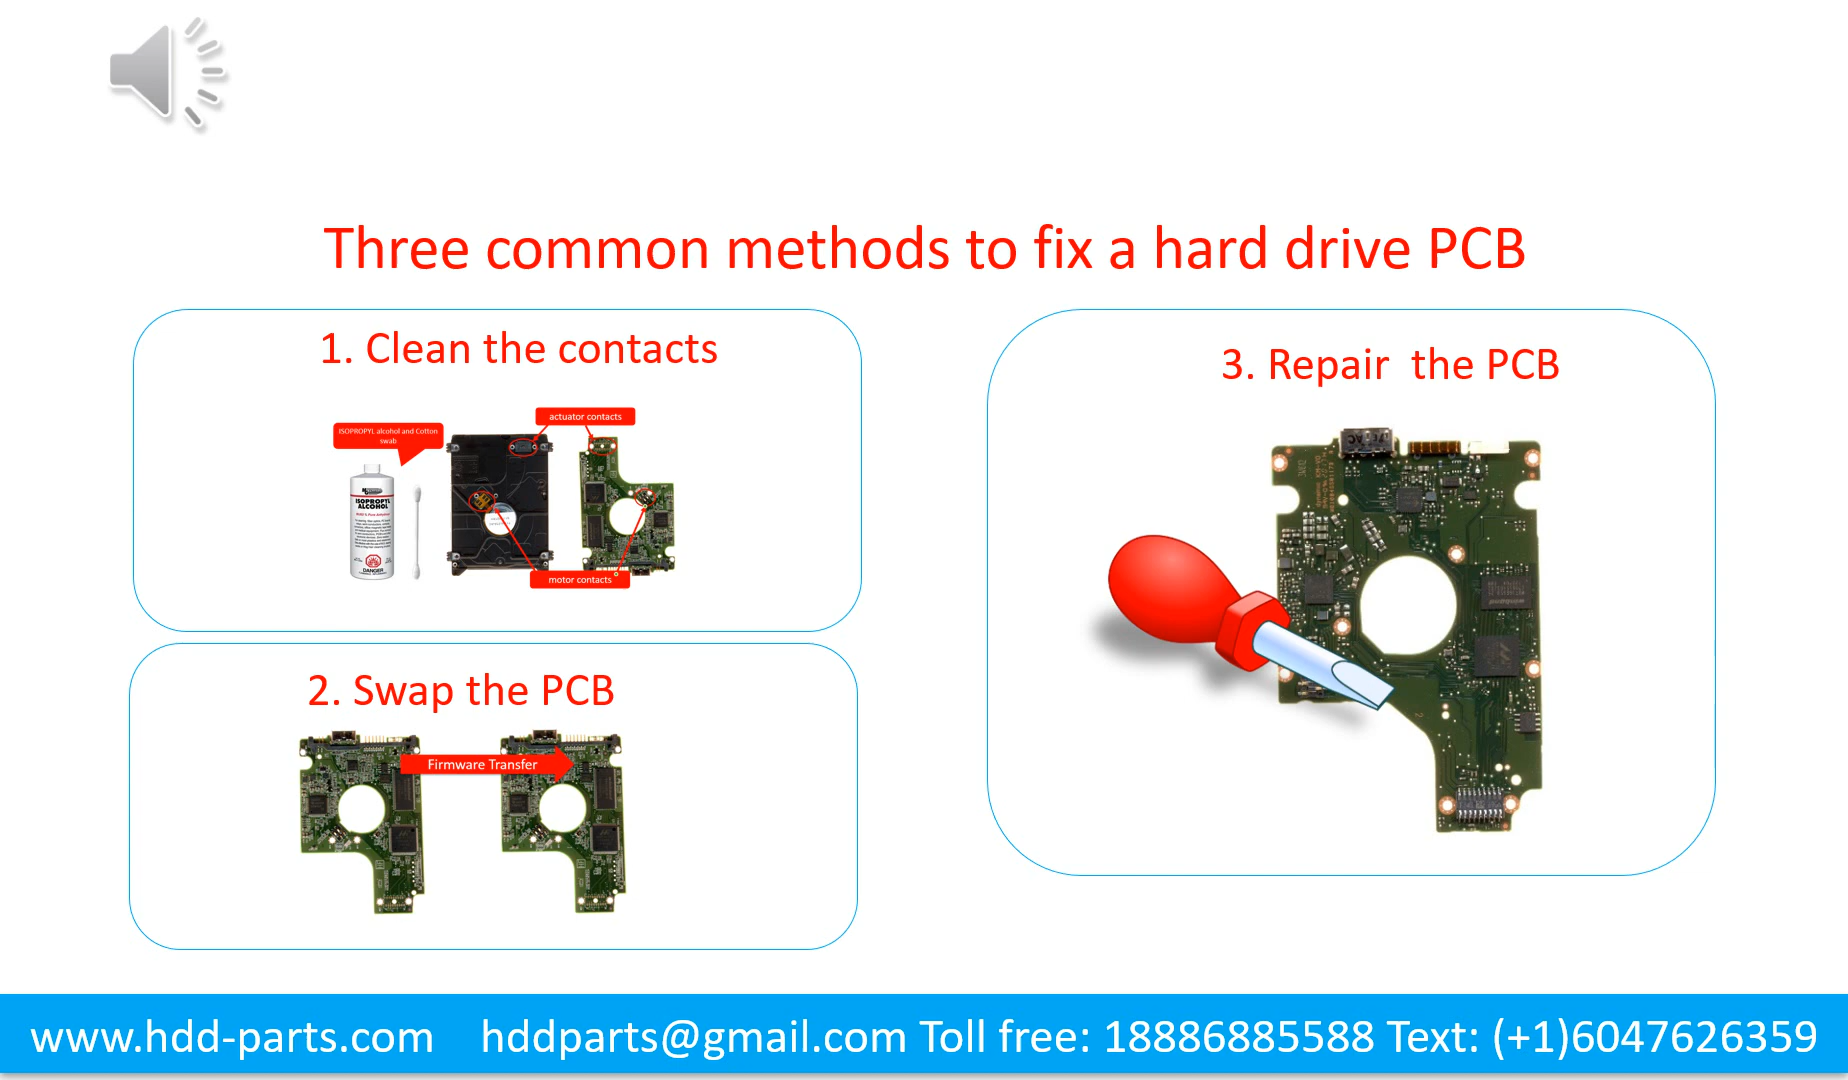 Three common methods to fix a hard drive PCB
1. Clean the contacts
actuator contacts
ISOPROPYL alcohol and Cotton
swab
ISOPROPYL
ALCOHOL
DANGER
motor contacts
2. Swap the PCB
Firmware Transfer
3. Repair  the PCB
www.hdd-parts.com hddparts@gmail.com Toll free: 18886885588 Text: (+1)6047626359